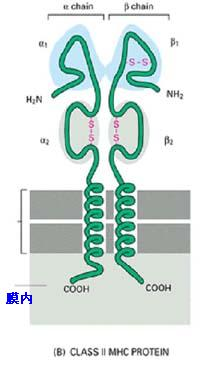 α chain β chain
α₁ β₁
S-S
H₂N NH₂
S-S S-S
α₂ β₂
膜内
COOH COOH
(B) CLASS II MHC PROTEIN